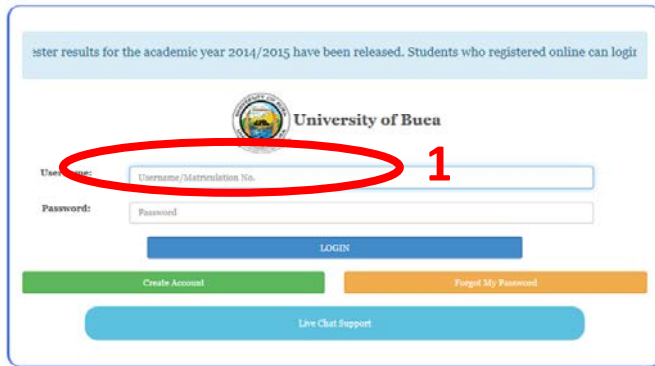 ester results for the academic year 2014/2015 have been released. Students who registered online can login
University of Buea
Username:
Username/Matriculation No.
1
Password:
Password
LOGIN
Create Account
Forgot My Password
Live Chat Support